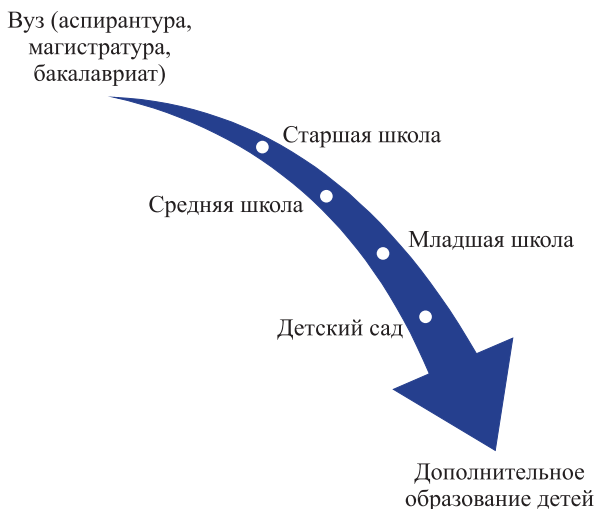 Вуз (аспирантура,
магистратура,
бакалавриат)
Старшая школа
Средняя школа
Младшая школа
Детский сад
Дополнительное
образование детей